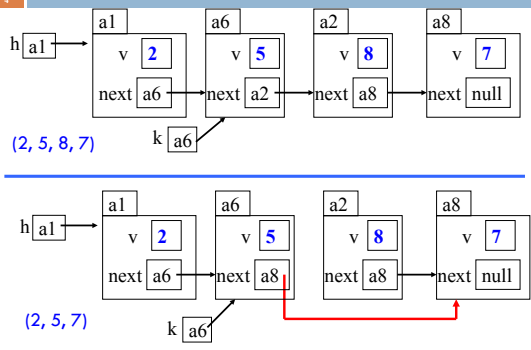 a1 a6 a2 a8
h a1 v 2 v 5 v 8 v 7
next a6 next a2 next a8 next null
(2, 5, 8, 7) k a6
a1 a6 a2 a8
h a1 v 2 v 5 v 8 v 7
next a6 next a8 next a8 next null
(2, 5, 7) k a6